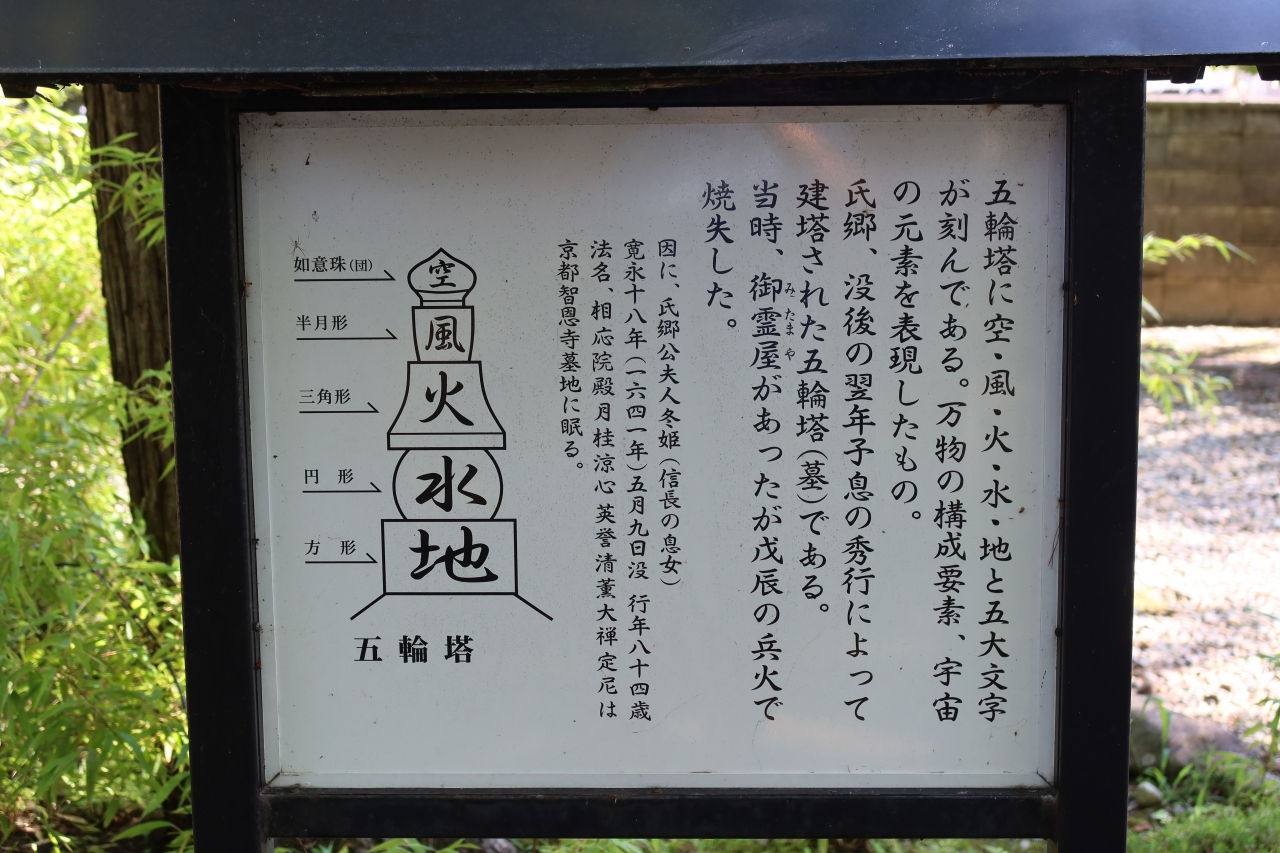 五輪塔に空・風・火・水・地と五大文字
が刻んである。万物の構成要素、宇宙
の元素を表現したもの。
氏郷、没後の翌年子息の秀行によって
建塔された五輪塔(墓)である。
当時、御霊屋があったが戊辰の兵火で
みたまや
焼失した。
因に、氏郷公夫人冬姫(信長の息女)
寛永十八年(一六四一年)五月九日没 行年八十四歳
法名、相応院殿月桂涼心英誉清薫大禅定尼は
京都智恩寺墓地に眠る。
如意珠(団)
空
半月形
風
三角形
火
円 形
水
方 形
地
五輪塔